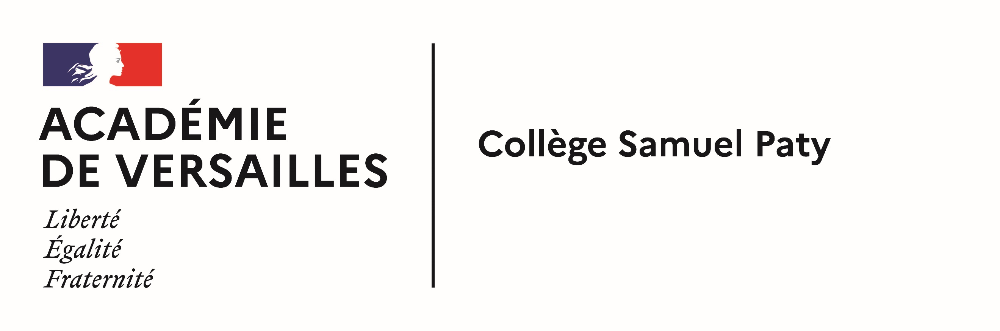 ACADÉMIE
DE VERSAILLES
Liberté
Égalité
Fraternité
Collège Samuel Paty